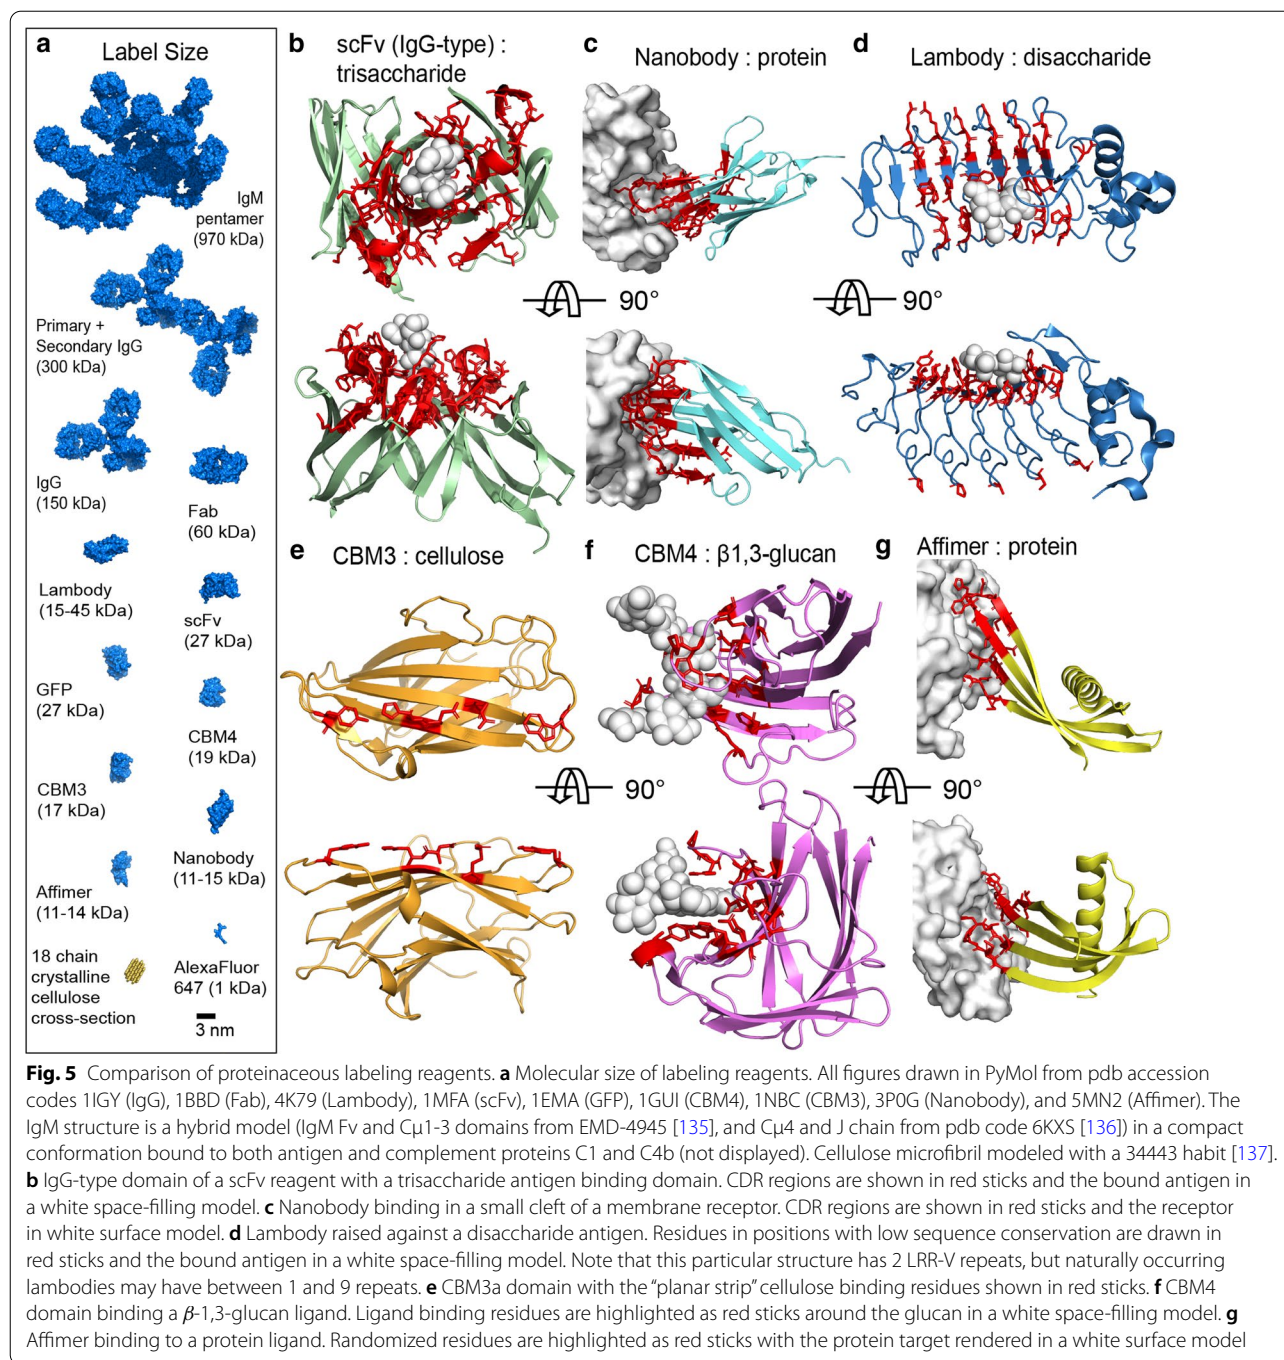 a
Label Size
IgM
pentamer
(970 kDa)
Primary +
Secondary IgG
(300 kDa)
IgG
(150 kDa)
Fab
(60 kDa)
Lambody
(15-45 kDa)
scFv
(27 kDa)
GFP
(27 kDa)
CBM4
(19 kDa)
CBM3
(17 kDa)
Nanobody
(11-15 kDa)
Affimer
(11-14 kDa)
18 chain
crystalline
cellulose
cross-section
AlexaFluor
647 (1 kDa)
3 nm
b
scFv (IgG-type) :
trisaccharide
c
Nanobody : protein
d
Lambody : disaccharide
90°
90°
e
CBM3 : cellulose
f
CBM4 : β1,3-glucan
g
Affimer : protein
90°
90°
Fig. 5 Comparison of proteinaceous labeling reagents. a Molecular size of labeling reagents. All figures drawn in PyMol from pdb accession
codes 1IGY (IgG), 1BBD (Fab), 4K79 (Lambody), 1MFA (scFv), 1EMA (GFP), 1GUI (CBM4), 1NBC (CBM3), 3P0G (Nanobody), and 5MN2 (Affimer). The
IgM structure is a hybrid model (IgM Fv and Cμ1-3 domains from EMD-4945 [135], and Cμ4 and J chain from pdb code 6KXS [136]) in a compact
conformation bound to both antigen and complement proteins C1 and C4b (not displayed). Cellulose microfibril modeled with a 34443 habit [137].
b IgG-type domain of a scFv reagent with a trisaccharide antigen binding domain. CDR regions are shown in red sticks and the bound antigen in
a white space-filling model. c Nanobody binding in a small cleft of a membrane receptor. CDR regions are shown in red sticks and the receptor
in white surface model. d Lambody raised against a disaccharide antigen. Residues in positions with low sequence conservation are drawn in
red sticks and the bound antigen in a white space-filling model. Note that this particular structure has 2 LRR-V repeats, but naturally occurring
lambodies may have between 1 and 9 repeats. e CBM3a domain with the "planar strip" cellulose binding residues shown in red sticks. f CBM4
domain binding a β-1,3-glucan ligand. Ligand binding residues are highlighted as red sticks around the glucan in a white space-filling model. g
Affimer binding to a protein ligand. Randomized residues are highlighted as red sticks with the protein target rendered in a white surface model